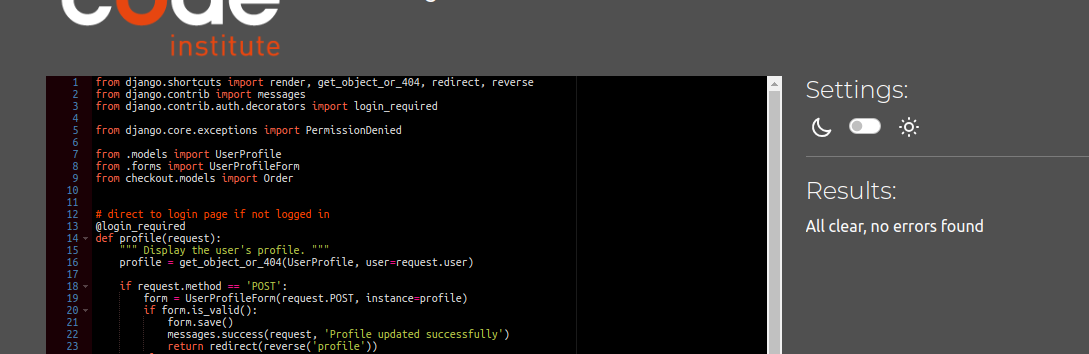 code
institute
1 from django.shortcuts import render, get_object_or_404, redirect, reverse
2 from django.contrib import messages
3 from django.contrib.auth.decorators import login_required
4
5 from django.core.exceptions import PermissionDenied
6
7 from .models import UserProfile
8 from .forms import UserProfileForm
9 from checkout.models import Order
10
11
12 # direct to login page if not logged in
13 @login_required
14 def profile(request):
15     """ Display the user's profile. """
16     profile = get_object_or_404(UserProfile, user=request.user)
17
18     if request.method == 'POST':
19         form = UserProfileForm(request.POST, instance=profile)
20         if form.is_valid():
21             form.save()
22             messages.success(request, 'Profile updated successfully')
23             return redirect(reverse('profile'))
Settings:
Results:
All clear, no errors found